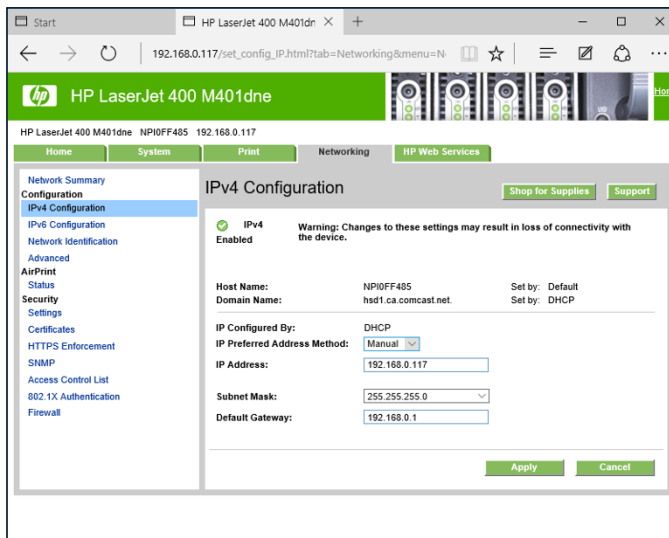 Start
HP LaserJet 400 M401dn
192.168.0.117/set_config_IP.html?tab=Networking&menu=N
hp HP LaserJet 400 M401dne
HP LaserJet 400 M401dne NPI0FF485 192.168.0.117
Home System Print Networking HP Web Services
Network Summary
Configuration
IPv4 Configuration
IPv6 Configuration
Network Identification
Advanced
AirPrint
Status
Security
Settings
Certificates
HTTPS Enforcement
SNMP
Access Control List
802.1X Authentication
Firewall
IPv4 Configuration
Shop for Supplies Support
IPv4 Enabled
Warning: Changes to these settings may result in loss of connectivity with
the device.
Host Name: NPI0FF485 Set by: Default
Domain Name: hsd1.ca.comcast.net. Set by: DHCP
IP Configured By: DHCP
IP Preferred Address Method: Manual
IP Address: 192.168.0.117
Subnet Mask: 255.255.255.0
Default Gateway: 192.168.0.1
Apply Cancel